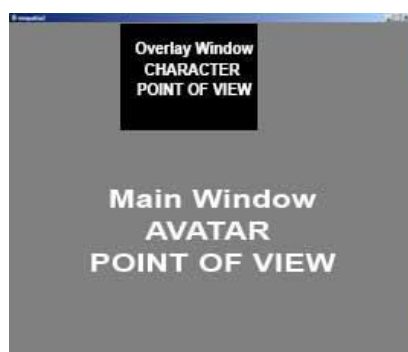 Overlay Window
CHARACTER
POINT OF VIEW
Main Window
AVATAR
POINT OF VIEW